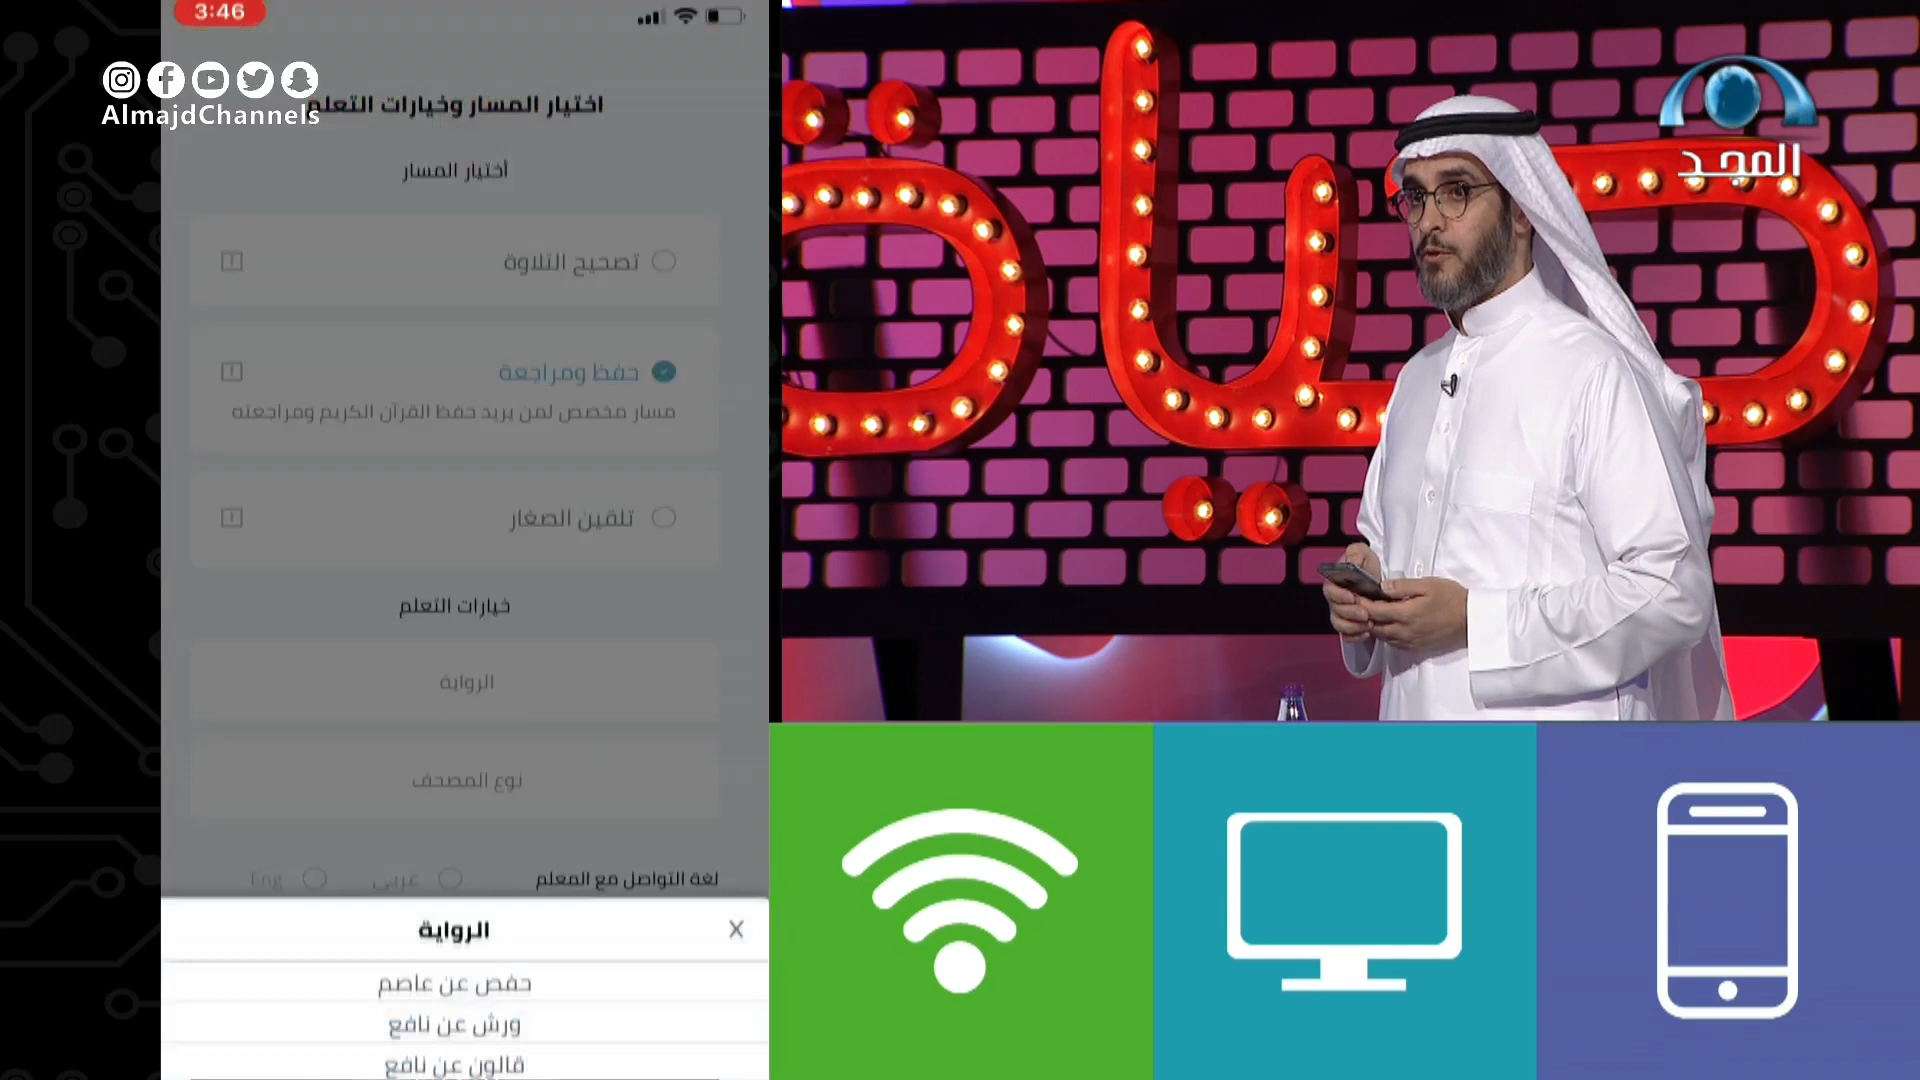 3:46
AlmajdChannels
اختيار المسار وخيارات التعلم
أختيار المسار
تصحيح التلاوة
حفظ ومراجعة
مسار مخصص لمن يريد حفظ القرآن الكريم ومراجعته
تلقين الصغار
خيارات التعلم
الرواية
نوع المصحف
لغة التواصل مع المعلم
عربي
Eng
الرواية
X
حفص عن عاصم
ورش عن نافع
قالون عن نافع
المجد